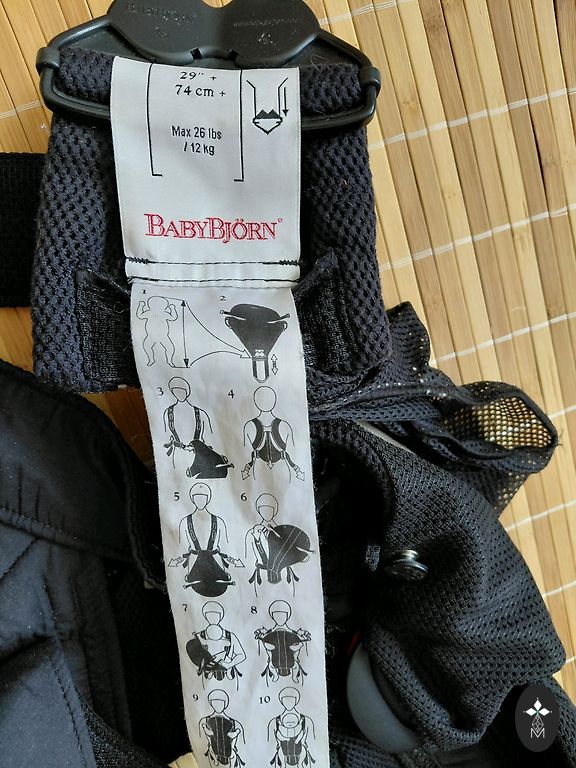 BABYBJÖRN
29" +
74 cm +
Max 26 lbs
/ 12 kg
BABYBJÖRN®
1 2
3 4
5 6
7 8
9 10
M